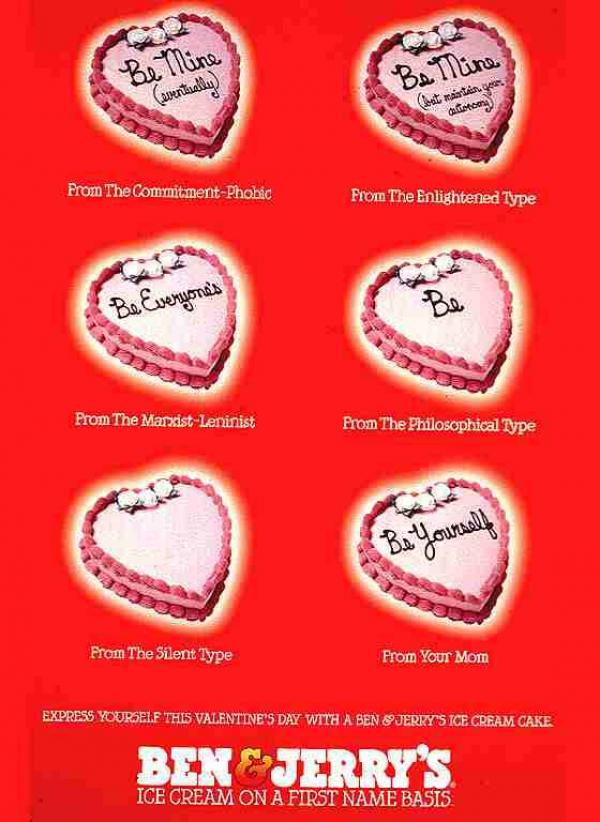 Be Mine
(eventually)
From The Commitment-Phobic
Be Mine
(but maintain your
autonomy)
From The Enlightened Type
Be Everyone's
From The Marxist-Leninist
Be
From The Philosophical Type
From The Silent Type
Be Yourself
From Your Mom
EXPRESS YOURSELF THIS VALENTINE'S DAY WITH A BEN & JERRY'S ICE CREAM CAKE.
BEN & JERRY'S®
ICE CREAM ON A FIRST NAME BASIS.